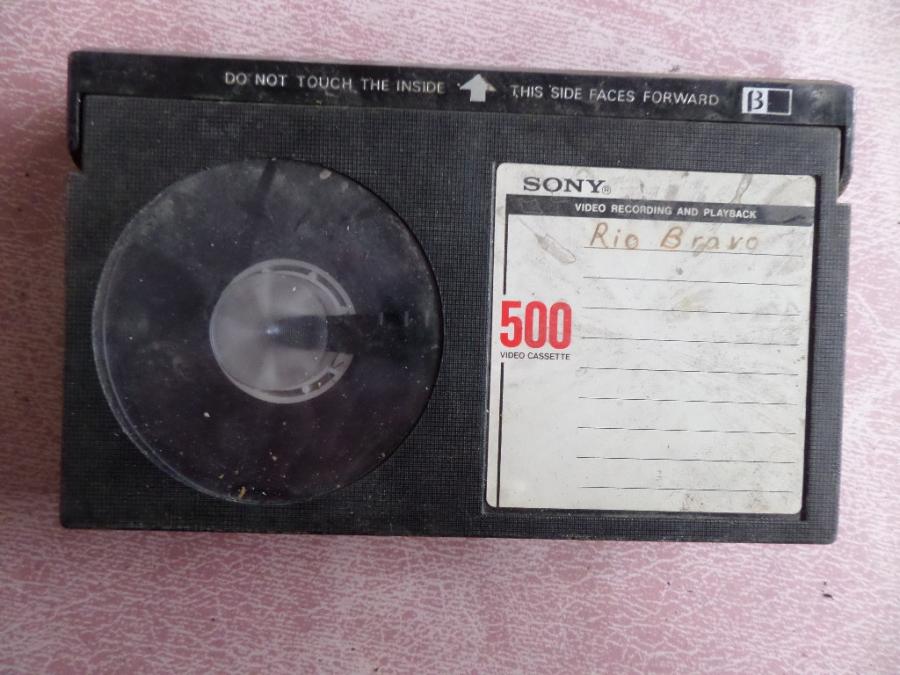 DO NOT TOUCH THE INSIDE THIS SIDE FACES FORWARD β
SONY®
VIDEO RECORDING AND PLAYBACK
Rio Bravo
500
VIDEO CASSETTE